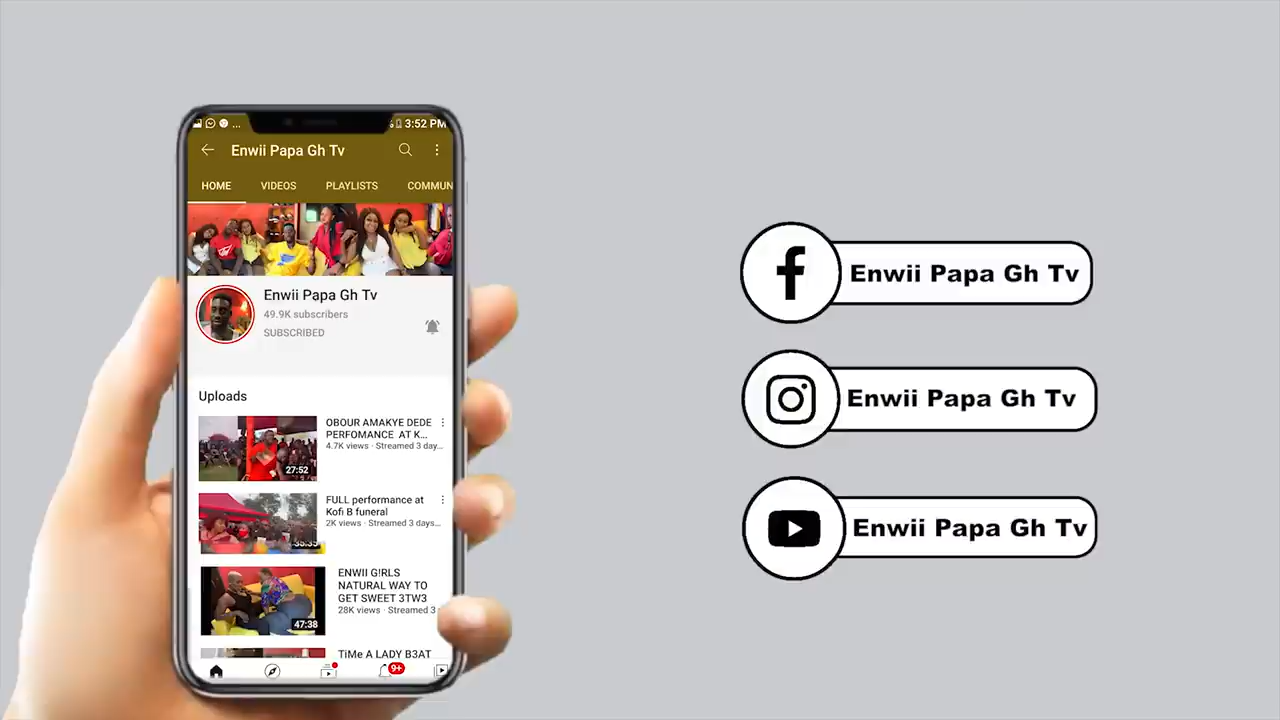 ... 3:52 PM
Enwii Papa Gh Tv
HOME VIDEOS PLAYLISTS COMMUN
Enwii Papa Gh Tv
49.9K subscribers
SUBSCRIBED
Uploads
OBOUR AMAKYE DEDE
PERFOMANCE AT K...
4.7K views · Streamed 3 day...
27:52
FULL performance at
Kofi B funeral
2K views · Streamed 3 days...
35:35
ENWII G!RLS
NATURAL WAY TO
GET SWEET 3TW3
28K views · Streamed 3
47:38
TiMe A LADY B3AT
9+
Enwii Papa Gh Tv
Enwii Papa Gh Tv
Enwii Papa Gh Tv